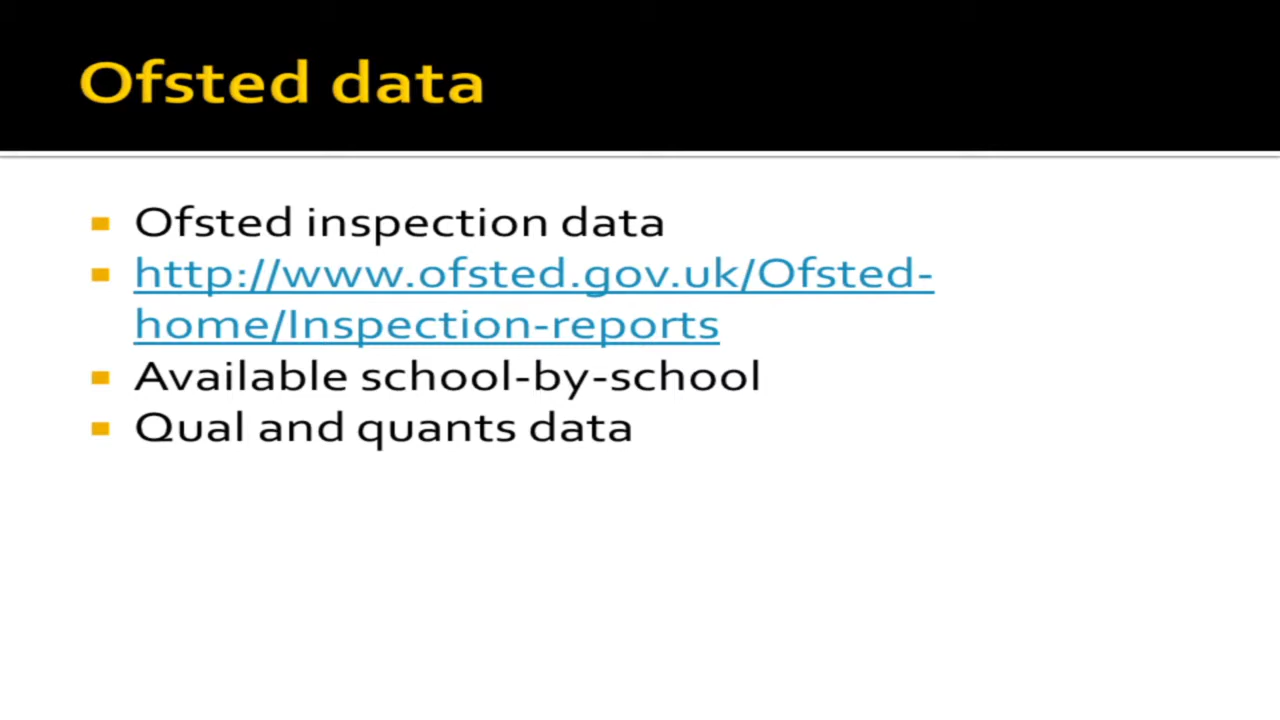 Ofsted data
Ofsted inspection data
http://www.ofsted.gov.uk/Ofsted-
home/Inspection-reports
Available school-by-school
Qual and quants data